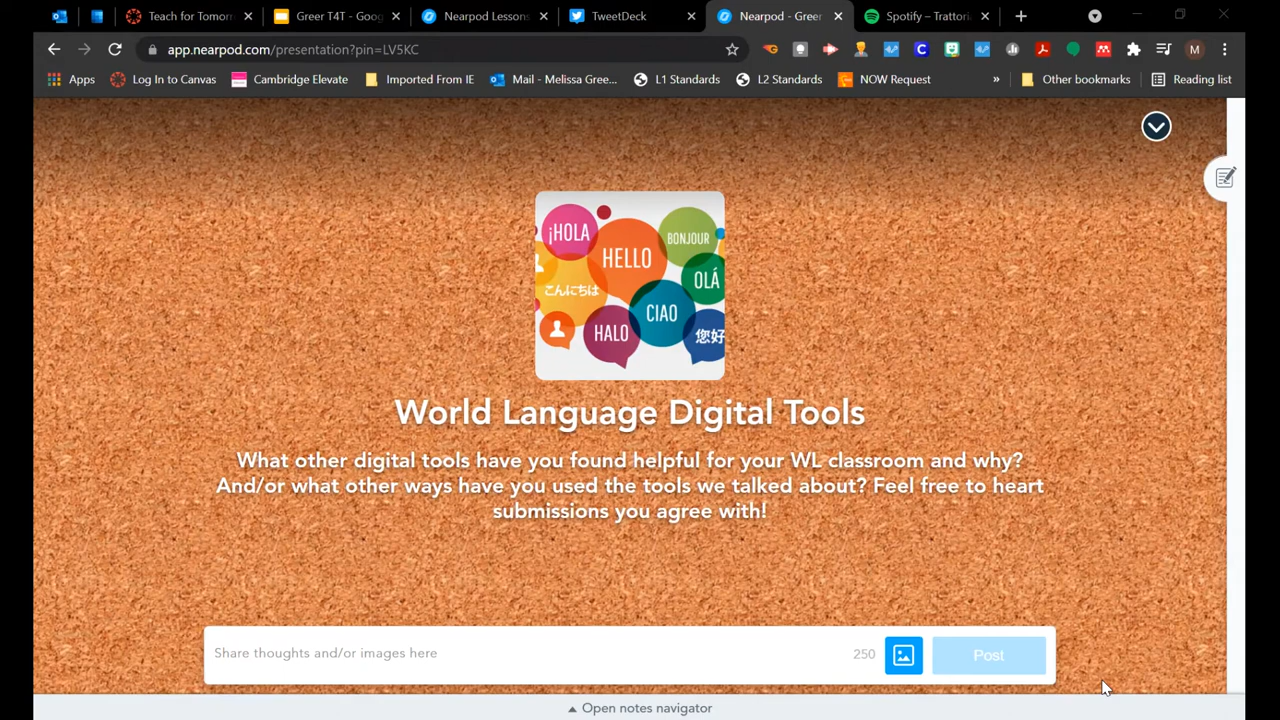 Teach for Tomorr
Greer T4T - Goog
Nearpod Lessons
TweetDeck
Nearpod - Greer
Spotify – Trattoria
app.nearpod.com/presentation?pin=LV5KC
M
Apps
Log In to Canvas
Cambridge Elevate
Imported From IE
Mail - Melissa Gree...
L1 Standards
L2 Standards
NOW Request
»
Other bookmarks
Reading list
¡HOLA
HELLO
BONJOUR
こんにちは
OLÁ
CIAO
HALO
您好
World Language Digital Tools
What other digital tools have you found helpful for your WL classroom and why?
And/or what other ways have you used the tools we talked about? Feel free to heart
submissions you agree with!
Share thoughts and/or images here
250
Post
Open notes navigator